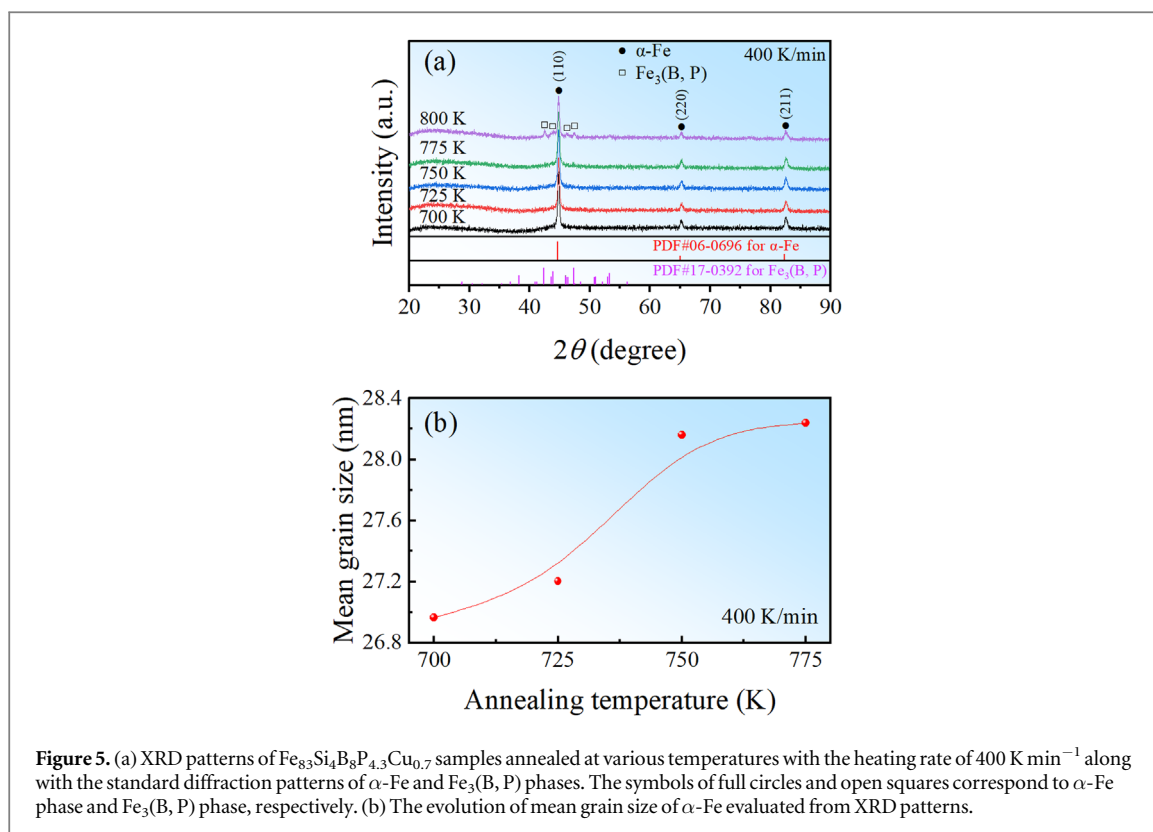 (a)
● α-Fe
□ Fe₃(B, P)
400 K/min
(110)
(220)
(211)
Intensity (a.u.)
800 K
775 K
750 K
725 K
700 K
PDF#06-0696 for α-Fe
PDF#17-0392 for Fe₃(B, P)
20 30 40 50 60 70 80 90
2θ (degree)
(b)
Mean grain size (nm)
28.4
28.0
27.6
27.2
26.8
400 K/min
700 725 750 775
Annealing temperature (K)
Figure 5. (a) XRD patterns of Fe₈₃Si₄B₈P₄.₃Cu₀.₇ samples annealed at various temperatures with the heating rate of 400 K min⁻¹ along
with the standard diffraction patterns of α-Fe and Fe₃(B, P) phases. The symbols of full circles and open squares correspond to α-Fe
phase and Fe₃(B, P) phase, respectively. (b) The evolution of mean grain size of α-Fe evaluated from XRD patterns.